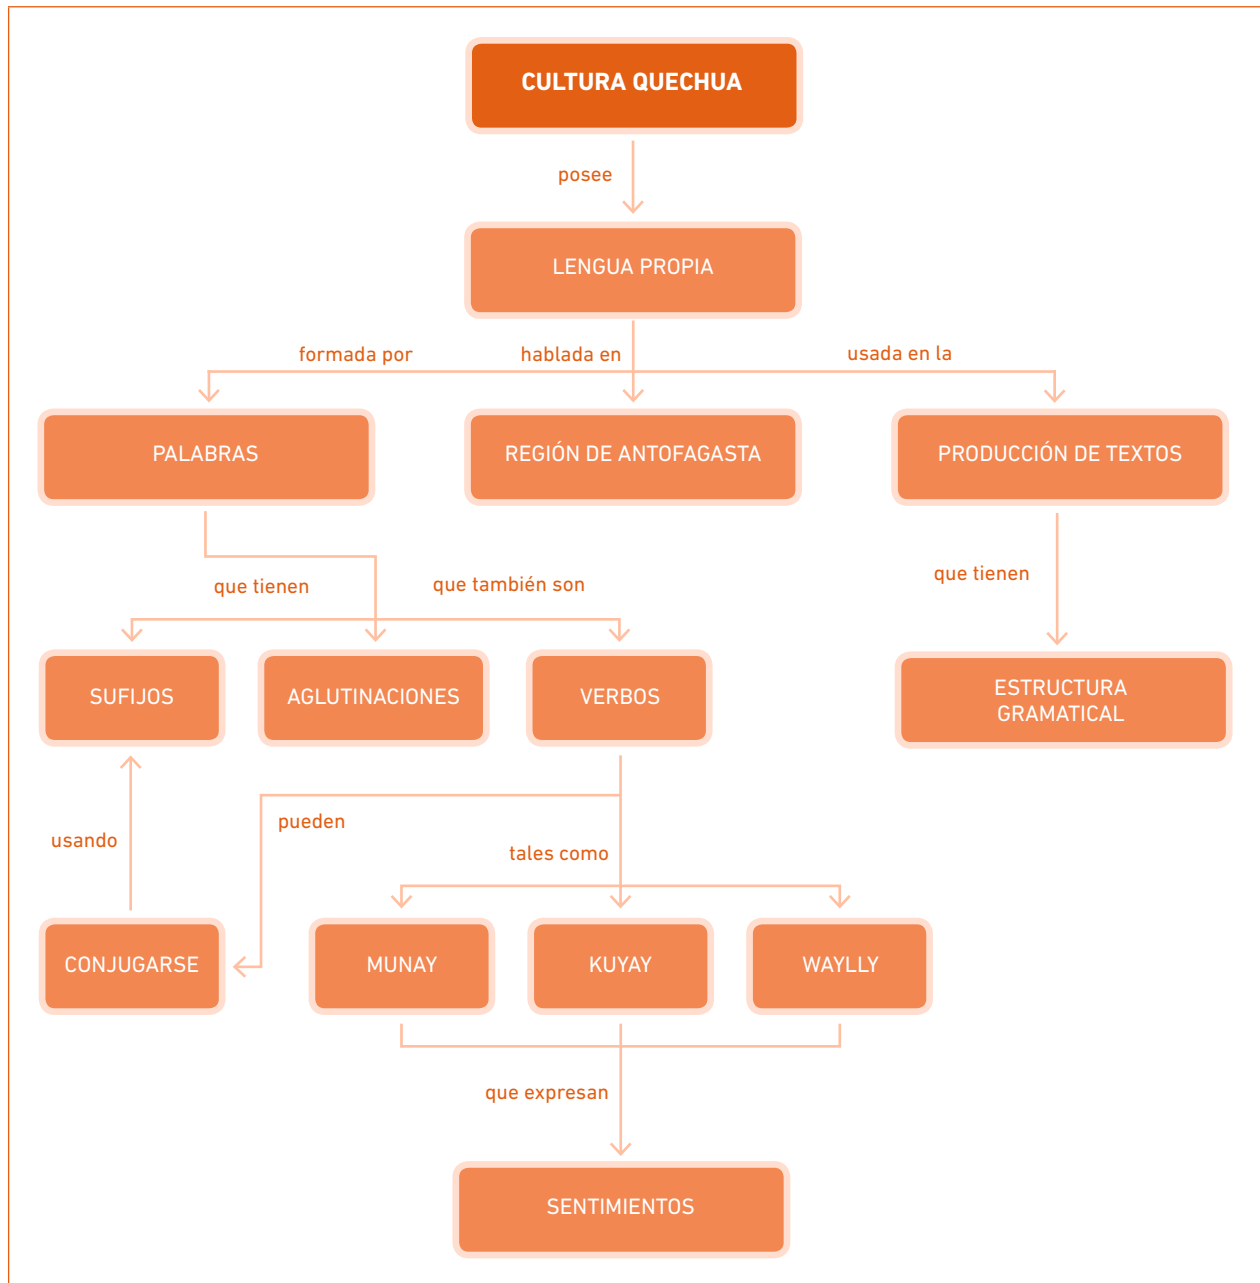 CULTURA QUECHUA
posee
LENGUA PROPIA
formada por
hablada en
usada en la
PALABRAS
REGIÓN DE ANTOFAGASTA
PRODUCCIÓN DE TEXTOS
que tienen
que también son
que tienen
SUFIJOS
AGLUTINACIONES
VERBOS
ESTRUCTURA
GRAMATICAL
usando
pueden
tales como
CONJUGARSE
MUNAY
KUYAY
WAYLLY
que expresan
SENTIMIENTOS